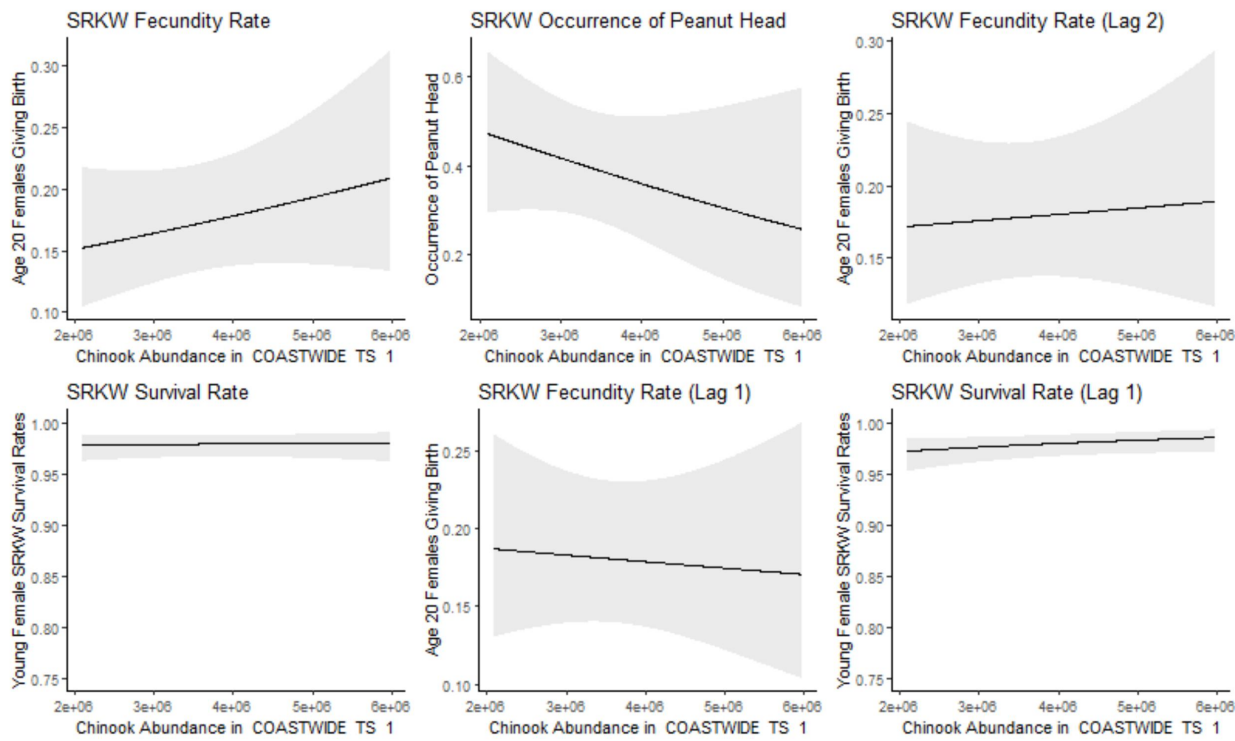 SRKW Fecundity Rate
Age 20 Females Giving Birth
0.30
0.25
0.20
0.15
0.10
2e+06 3e+06 4e+06 5e+06 6e+06
Chinook Abundance in COASTWIDE TS 1
SRKW Occurrence of Peanut Head
Occurrence of Peanut Head
0.6
0.4
0.2
2e+06 3e+06 4e+06 5e+06 6e+06
Chinook Abundance in COASTWIDE TS 1
SRKW Fecundity Rate (Lag 2)
Age 20 Females Giving Birth
0.30
0.25
0.20
0.15
2e+06 3e+06 4e+06 5e+06 6e+06
Chinook Abundance in COASTWIDE TS 1
SRKW Survival Rate
Young Female SRKW Survival Rates
1.00
0.95
0.90
0.85
0.80
0.75
2e+06 3e+06 4e+06 5e+06 6e+06
Chinook Abundance in COASTWIDE TS 1
SRKW Fecundity Rate (Lag 1)
Age 20 Females Giving Birth
0.25
0.20
0.15
0.10
2e+06 3e+06 4e+06 5e+06 6e+06
Chinook Abundance in COASTWIDE TS 1
SRKW Survival Rate (Lag 1)
Young Female SRKW Survival Rates
1.00
0.95
0.90
0.85
0.80
0.75
2e+06 3e+06 4e+06 5e+06 6e+06
Chinook Abundance in COASTWIDE TS 1